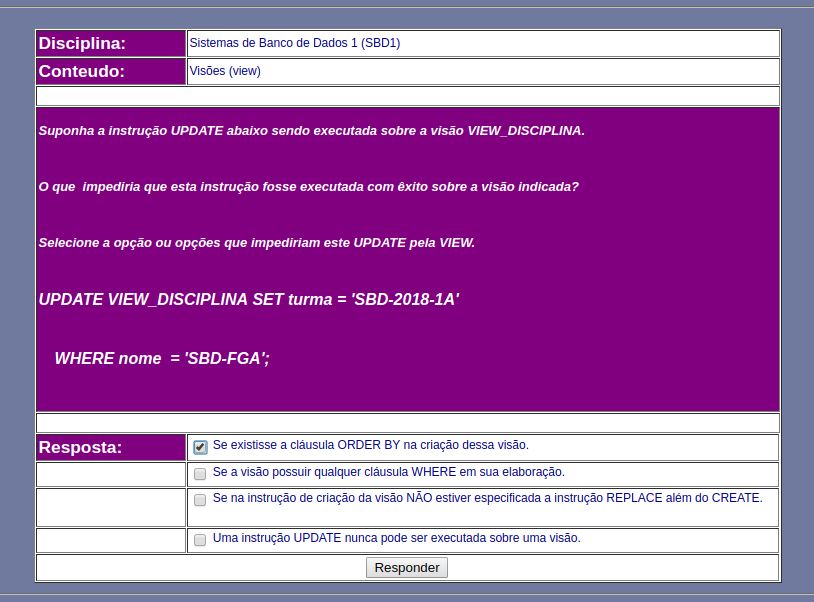 Disciplina: Sistemas de Banco de Dados 1 (SBD1)
Conteudo: Visões (view)
Suponha a instrução UPDATE abaixo sendo executada sobre a visão VIEW_DISCIPLINA.
O que  impediria que esta instrução fosse executada com êxito sobre a visão indicada?
Selecione a opção ou opções que impediriam este UPDATE pela VIEW.
UPDATE VIEW_DISCIPLINA SET turma = 'SBD-2018-1A'
WHERE nome  = 'SBD-FGA';
Resposta: Se existisse a cláusula ORDER BY na criação dessa visão.
Se a visão possuir qualquer cláusula WHERE em sua elaboração.
Se na instrução de criação da visão NÃO estiver especificada a instrução REPLACE além do CREATE.
Uma instrução UPDATE nunca pode ser executada sobre uma visão.
Responder